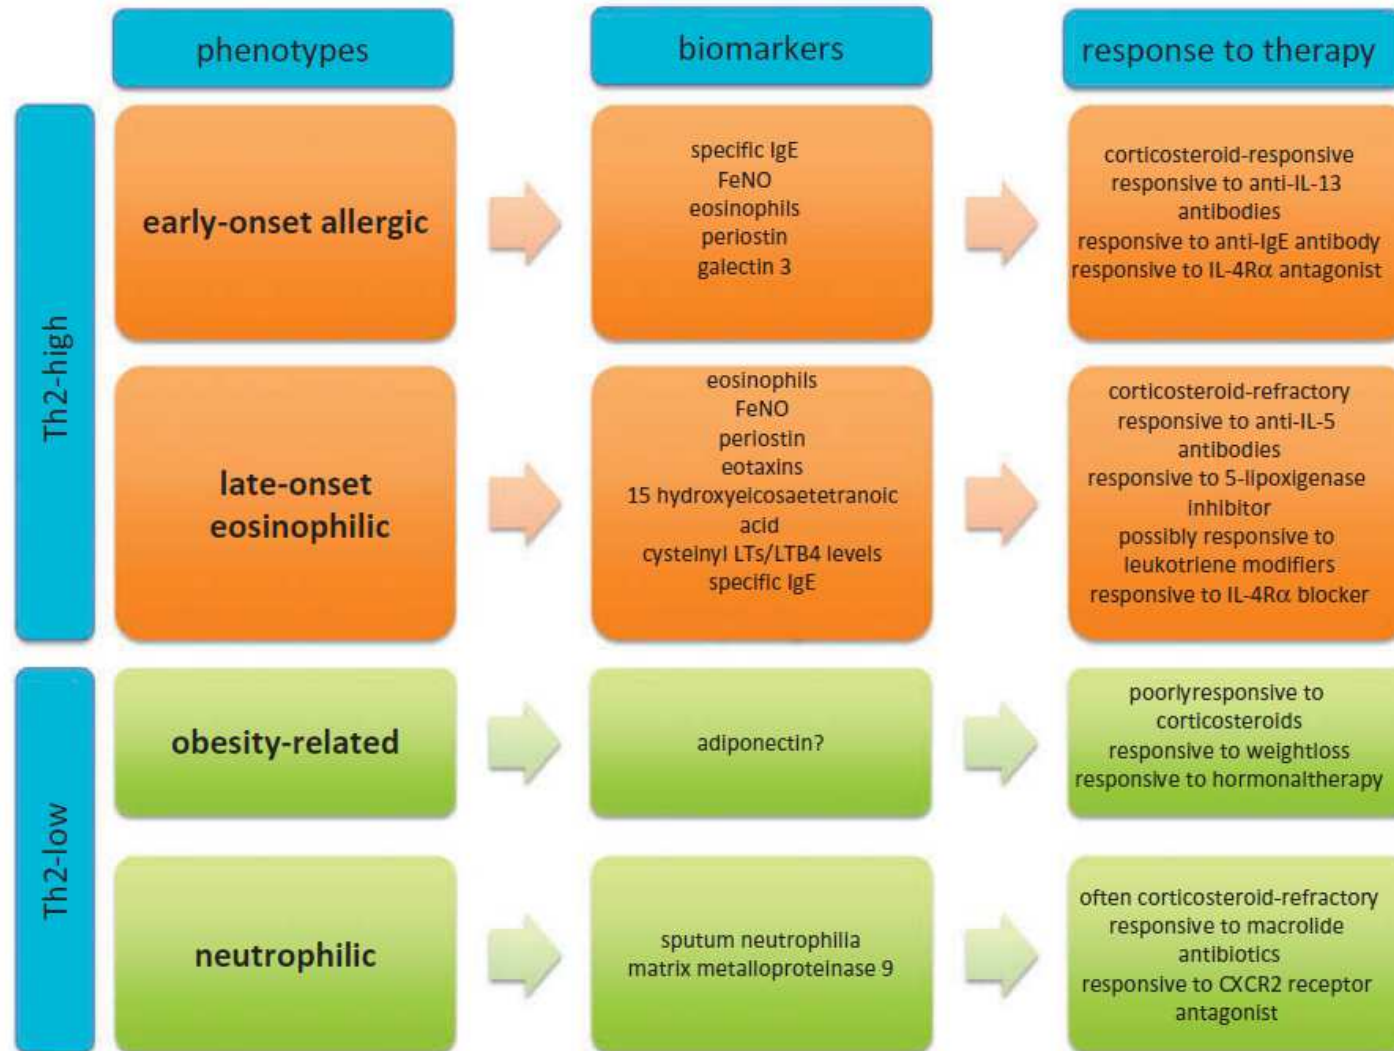 phenotypes
biomarkers
response to therapy
Th2-high
early-onset allergic
specific IgE
FeNO
eosinophils
periostin
galectin 3
corticosteroid-responsive
responsive to anti-IL-13
antibodies
responsive to anti-IgE antibody
responsive to IL-4Rα antagonist
late-onset
eosinophilic
eosinophils
FeNO
periostin
eotaxins
15 hydroxyeicosaetetranoic
acid
cysteinyl LTs/LTB4 levels
specific IgE
corticosteroid-refractory
responsive to anti-IL-5
antibodies
responsive to 5-lipoxigenase
inhibitor
possibly responsive to
leukotriene modifiers
responsive to IL-4Rα blocker
Th2-low
obesity-related
adiponectin?
poorlyresponsive to
corticosteroids
responsive to weightloss
responsive to hormonaltherapy
neutrophilic
sputum neutrophilia
matrix metalloproteinase 9
often corticosteroid-refractory
responsive to macrolide
antibiotics
responsive to CXCR2 receptor
antagonist